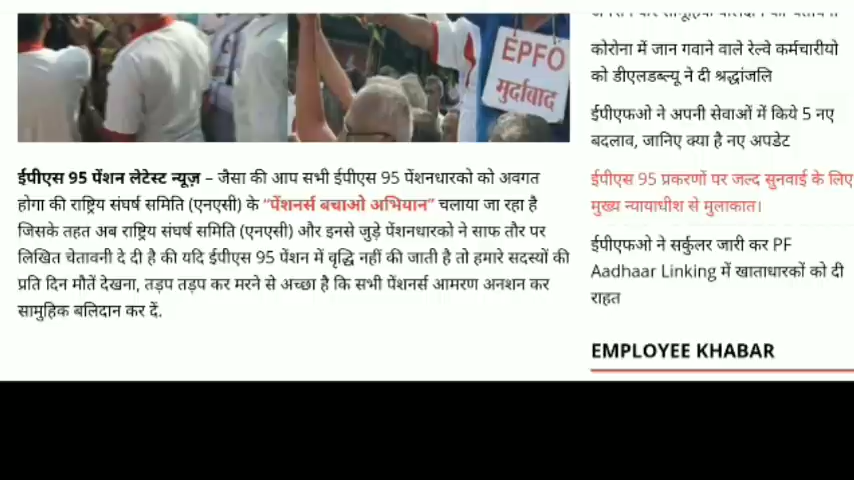 EPFO
मुर्दाबाद
ईपीएस 95 पेंशन लेटेस्ट न्यूज़ – जैसा की आप सभी ईपीएस 95 पेंशनधारको को अवगत
होगा की राष्ट्रिय संघर्ष समिति (एनएसी) के “पेंशनर्स बचाओ अभियान” चलाया जा रहा है
जिसके तहत अब राष्ट्रिय संघर्ष समिति (एनएसी) और इनसे जुड़े पेंशनधारको ने साफ तौर पर
लिखित चेतावनी दे दी है की यदि ईपीएस 95 पेंशन में वृद्धि नहीं की जाती है तो हमारे सदस्यों की
प्रति दिन मौतें देखना, तड़प तड़प कर मरने से अच्छा है कि सभी पेंशनर्स आमरण अनशन कर
सामुहिक बलिदान कर दें.
कोरोना में जान गवाने वाले रेल्वे कर्मचारीयो
को डीएलडब्ल्यू ने दी श्रद्धांजलि
ईपीएफओ ने अपनी सेवाओं में किये 5 नए
बदलाव, जानिए क्या है नए अपडेट
ईपीएस 95 प्रकरणों पर जल्द सुनवाई के लिए
मुख्य न्यायाधीश से मुलाकात।
ईपीएफओ ने सर्कुलर जारी कर PF
Aadhaar Linking में खाताधारकों को दी
राहत
EMPLOYEE KHABAR